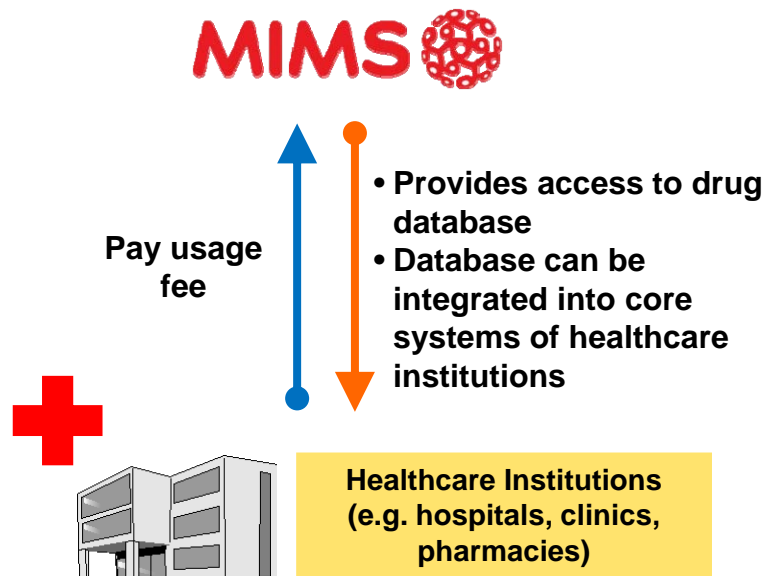 MIMS
• Provides access to drug
database
• Database can be
integrated into core
systems of healthcare
institutions
Pay usage
fee
Healthcare Institutions
(e.g. hospitals, clinics,
pharmacies)